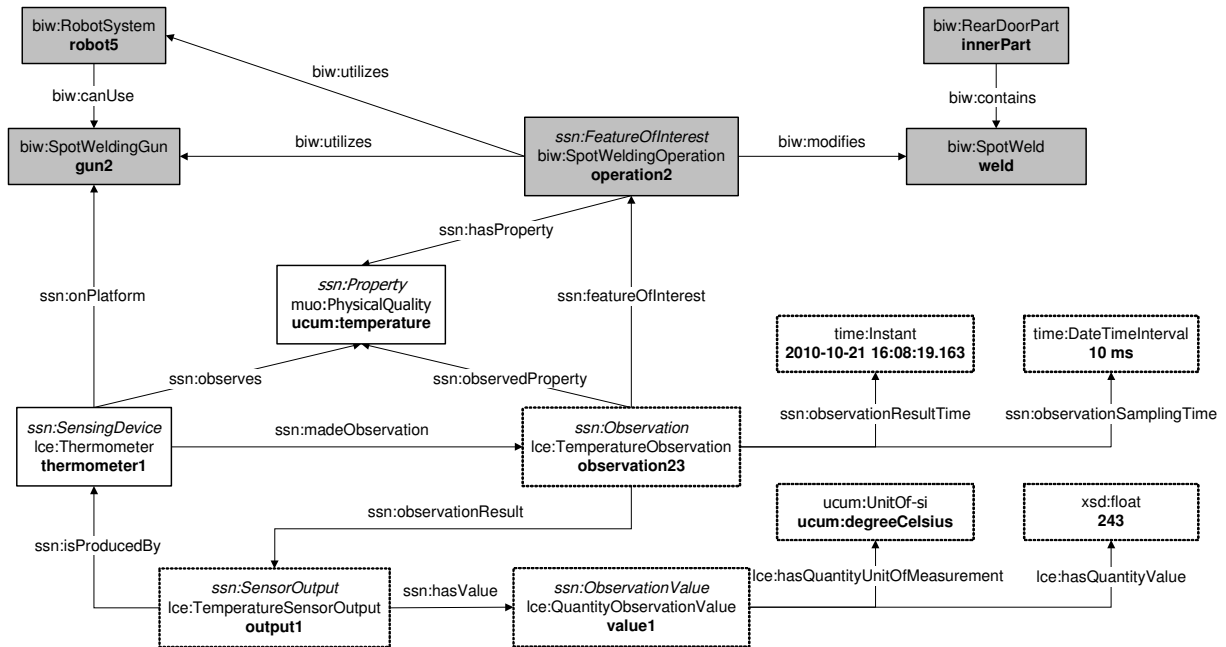 biw:RobotSystem
robot5
biw:RearDoorPart
innerPart
biw:utilizes
biw:canUse
biw:contains
biw:SpotWeldingGun
gun2
biw:utilizes
ssn:FeatureOfInterest
biw:SpotWeldingOperation
operation2
biw:modifies
biw:SpotWeld
weld
ssn:hasProperty
ssn:onPlatform
ssn:Property
muo:PhysicalQuality
ucum:temperature
ssn:featureOfInterest
time:Instant
2010-10-21 16:08:19.163
time:DateTimeInterval
10 ms
ssn:observes
ssn:observedProperty
ssn:observationResultTime
ssn:observationSamplingTime
ssn:SensingDevice
lce:Thermometer
thermometer1
ssn:madeObservation
ssn:Observation
lce:TemperatureObservation
observation23
ssn:observationResult
ucum:UnitOf-si
ucum:degreeCelsius
xsd:float
243
ssn:isProducedBy
lce:hasQuantityUnitOfMeasurement
lce:hasQuantityValue
ssn:SensorOutput
lce:TemperatureSensorOutput
output1
ssn:hasValue
ssn:ObservationValue
lce:QuantityObservationValue
value1